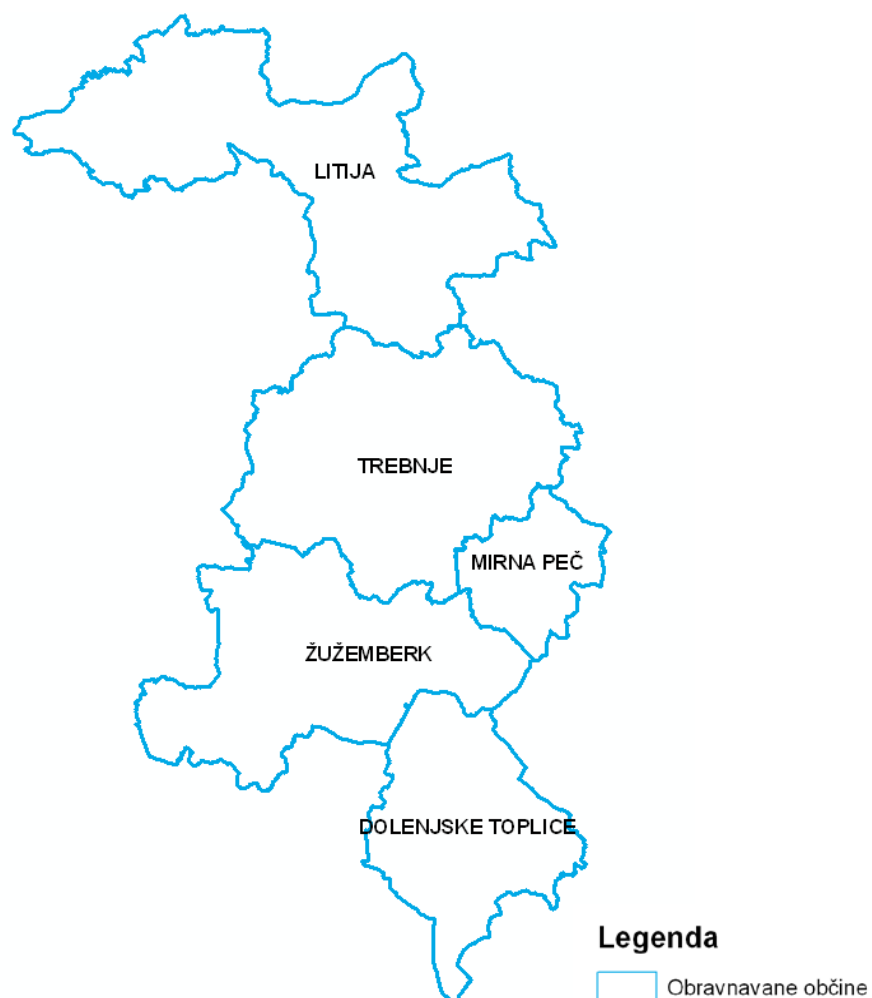 LITIJA
TREBNJE
MIRNA PEČ
ŽUŽEMBERK
DOLENJSKE TOPLICE
Legenda
Obravnavane občine